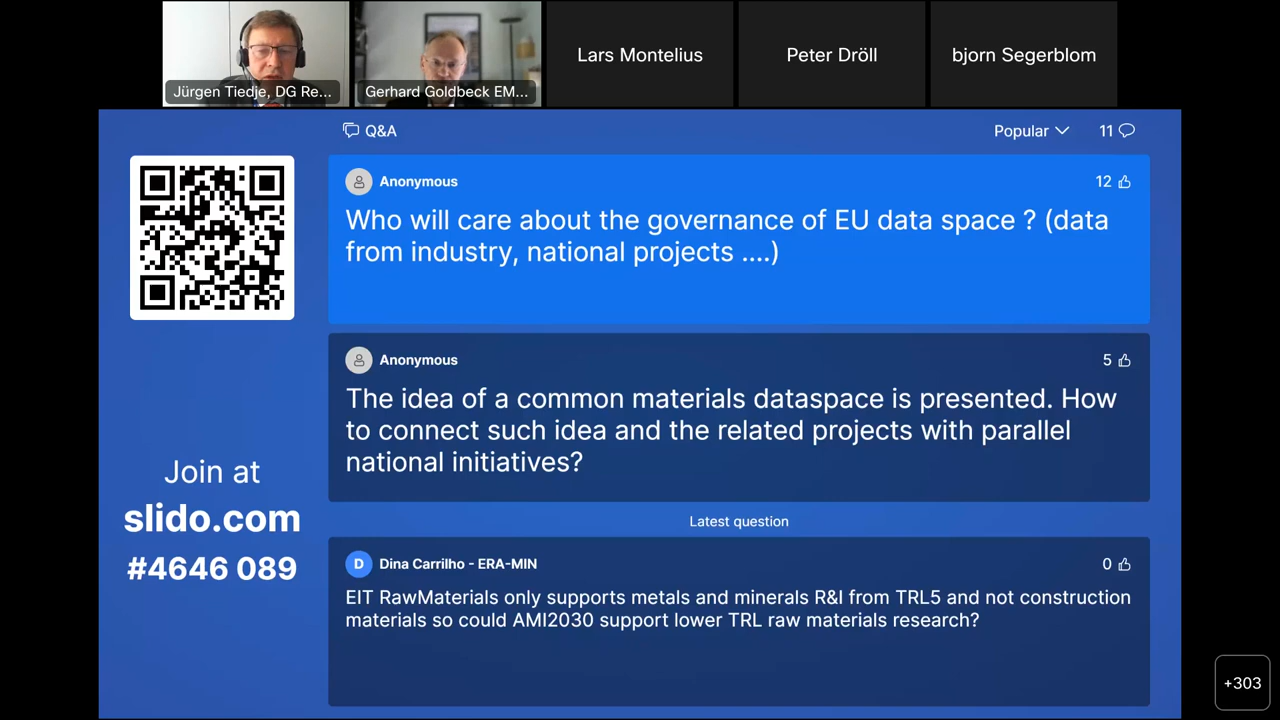 Jürgen Tiedje, DG Re...
Gerhard Goldbeck EM...
Lars Montelius
Peter Dröll
bjorn Segerblom
Q&A
Popular
11
Anonymous
12
Who will care about the governance of EU data space ? (data
from industry, national projects ....)
Anonymous
5
The idea of a common materials dataspace is presented. How
to connect such idea and the related projects with parallel
national initiatives?
Join at
slido.com
#4646 089
Latest question
D
Dina Carrilho - ERA-MIN
0
EIT RawMaterials only supports metals and minerals R&I from TRL5 and not construction
materials so could AMI2030 support lower TRL raw materials research?
+303